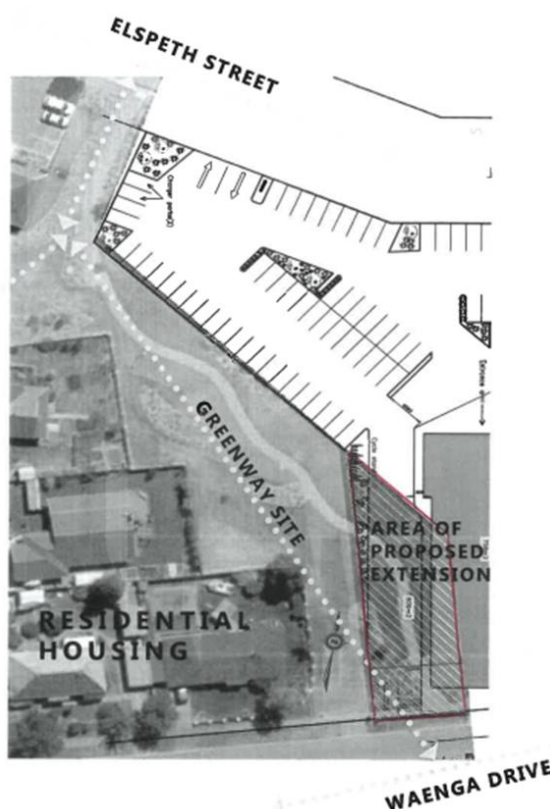 ELSPETH STREET
GREENWAY SITE
AREA OF
PROPOSED
EXTENSION
RESIDENTIAL
HOUSING
WAENGA DRIVE